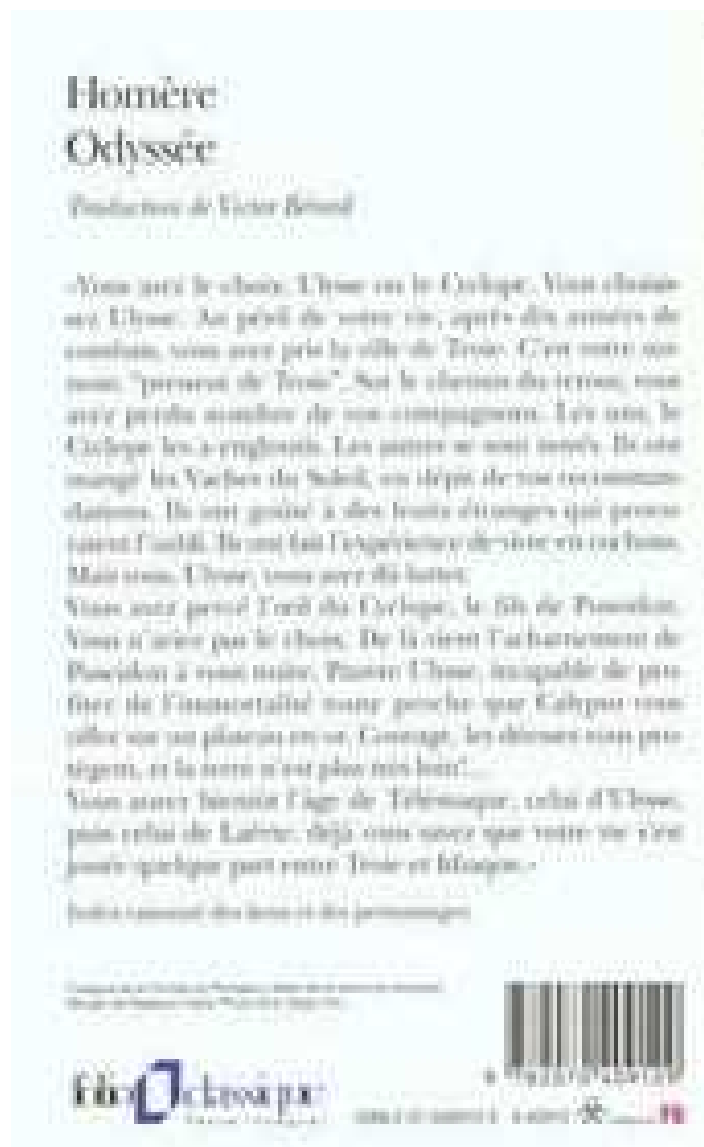 Homère
Odyssée
Traduction de Victor Bérard
«Vous avez le choix, Ulysse ou le Cyclope. Vous choisis-
sez Ulysse. Au péril de votre vie, après dix années de
combats, vous avez pris la ville de Troie. C'est votre sur-
nom, "preneur de Troie". Sur le chemin du retour, vous
avez perdu nombre de vos compagnons. Les uns, le
Cyclope les a engloutis. Les autres se sont noyés. Ils ont
mangé les Vaches du Soleil, en dépit de vos recomman-
dations. Ils ont goûté à des fruits étranges qui procu-
raient l'oubli. Ils ont fait l'expérience de vivre en cochons.
Mais vous, Ulysse, vous avez dû lutter.
Vous avez percé l'œil du Cyclope, le fils de Poséidon.
Vous n'aviez pas le choix. De là vient l'acharnement de
Poséidon à vous nuire. Pauvre Ulysse, incapable de pro-
fiter de l'immortalité toute proche que Calypso vous
offre sur un plateau en or. Courage, les déesses vous pro-
tègent, et la terre n'est plus très loin!...
Vous aurez bientôt l'âge de Télémaque, celui d'Ulysse,
puis celui de Laërte, déjà vous savez que votre vie s'est
jouée quelque part entre Troie et Ithaque.»
Index raisonné des lieux et des personnages
folio classique